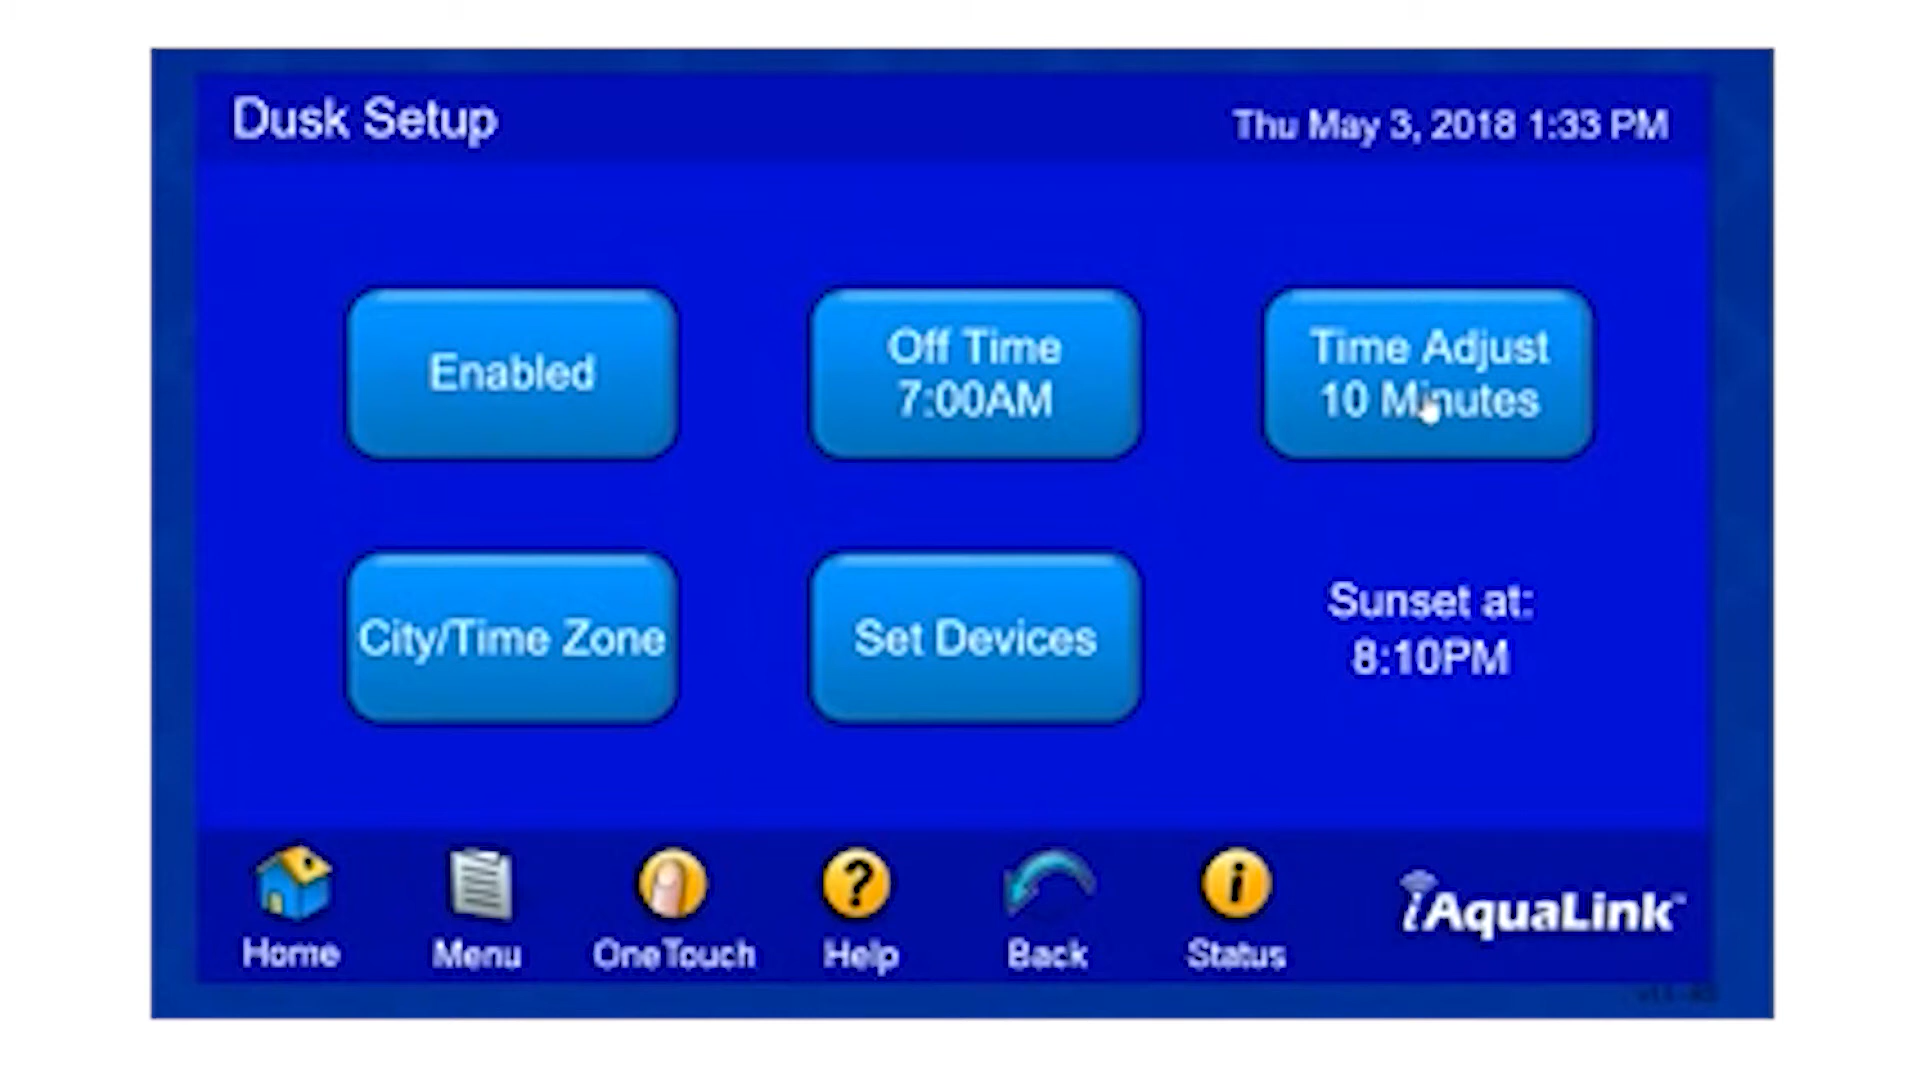 Dusk Setup
Thu May 3, 2018 1:33 PM
Enabled
Off Time
7:00AM
Time Adjust
10 Minutes
City/Time Zone
Set Devices
Sunset at:
8:10PM
Home
Menu
OneTouch
Help
Back
Status
iAquaLink™